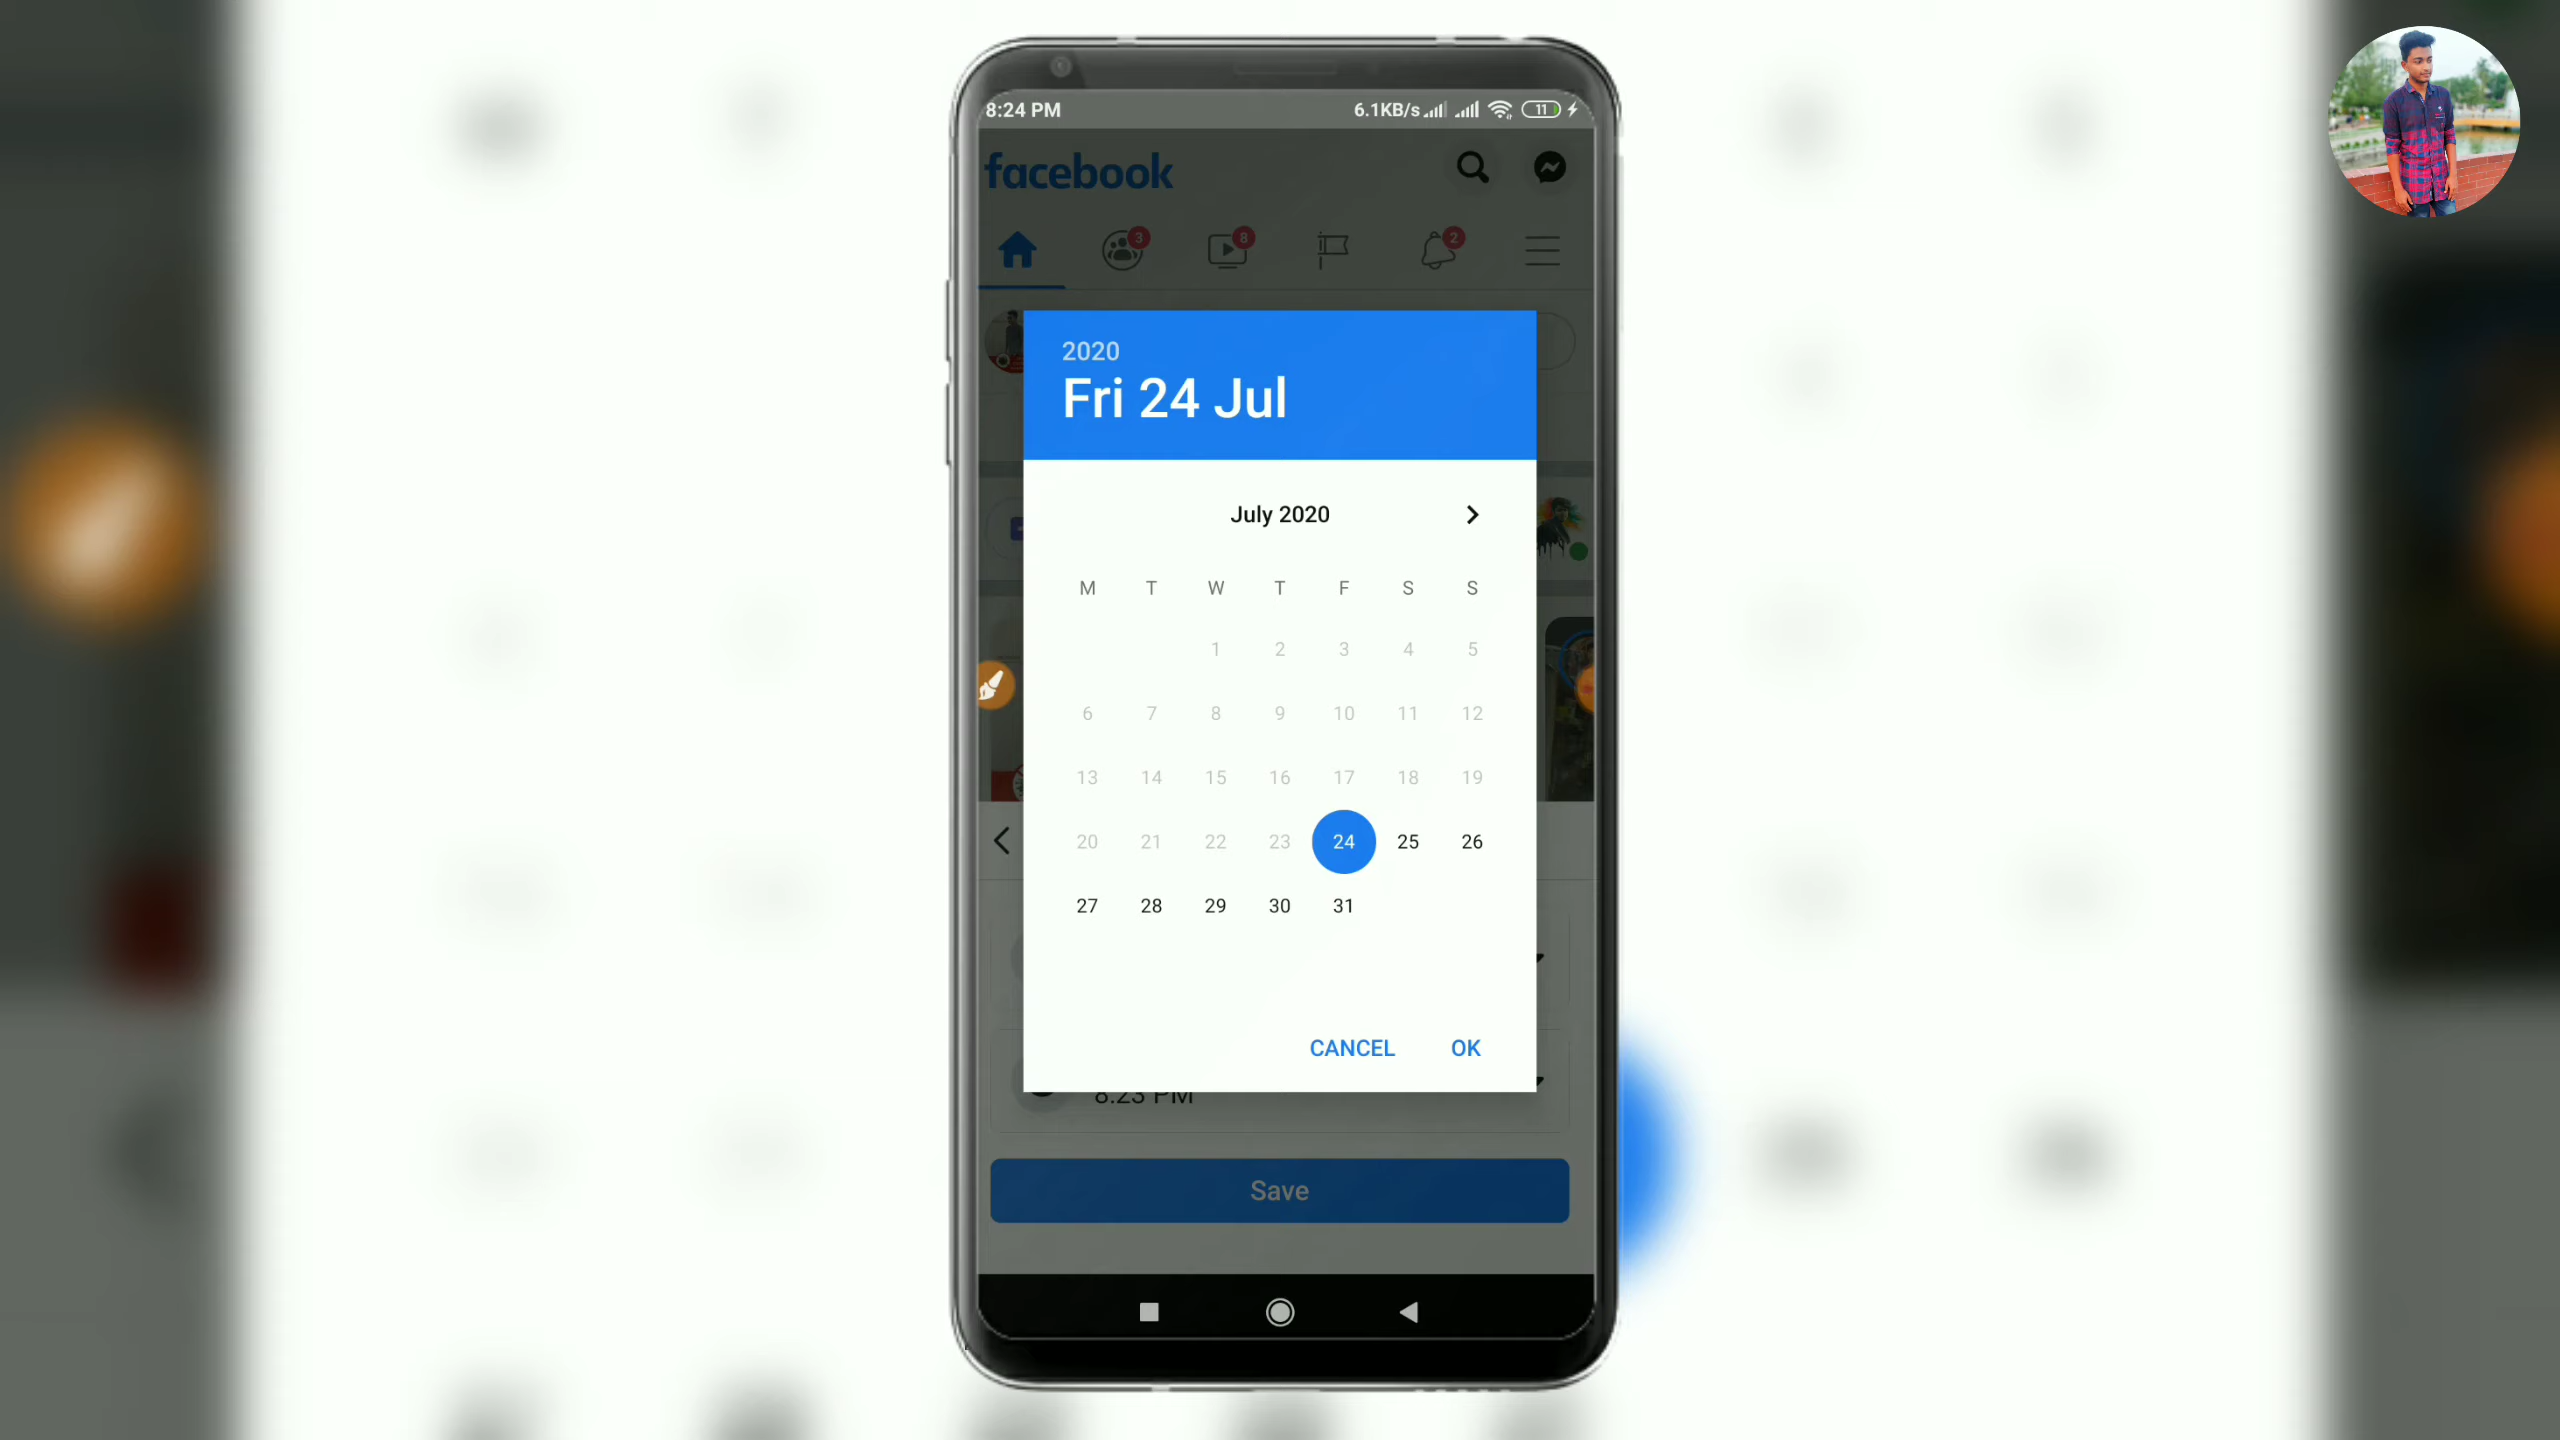 8:24 PM 6.1KB/s 11
facebook
3 8 2
2020
Fri 24 Jul
July 2020
M T W T F S S
1 2 3 4 5
6 7 8 9 10 11 12
13 14 15 16 17 18 19
20 21 22 23 24 25 26
27 28 29 30 31
CANCEL OK
8:23 PM
Save